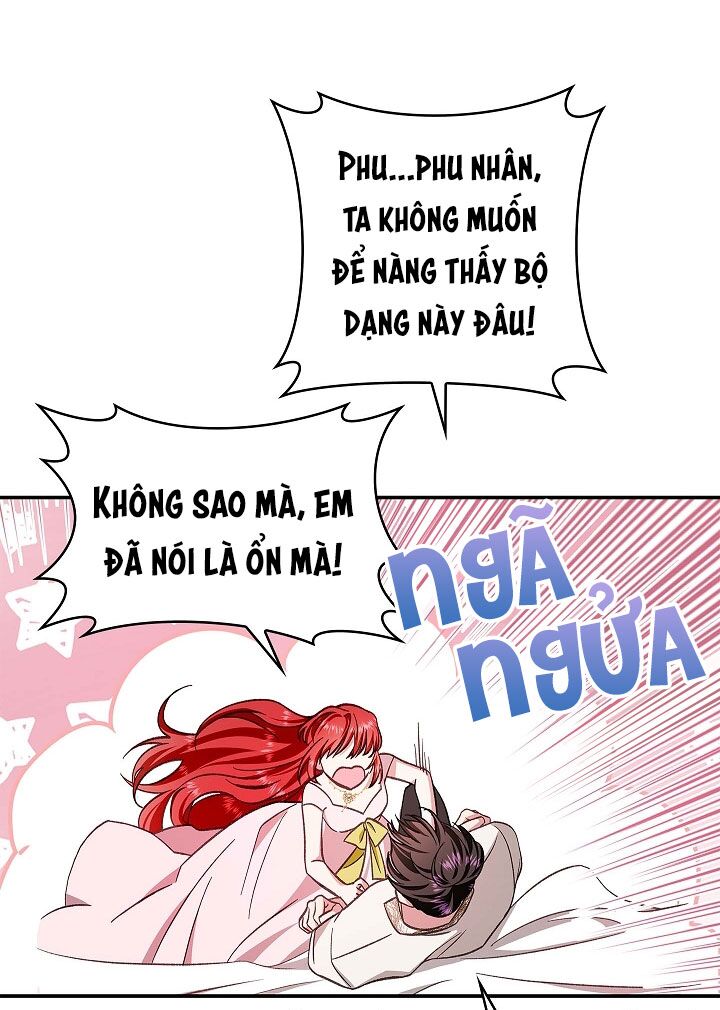 PHU...PHU NHÂN,
TA KHÔNG MUỐN
ĐỂ NÀNG THẤY BỘ
DẠNG NÀY ĐÂU!
KHÔNG SAO MÀ, EM
ĐÃ NÓI LÀ ỔN MÀ!
NGÃ
NGỬA